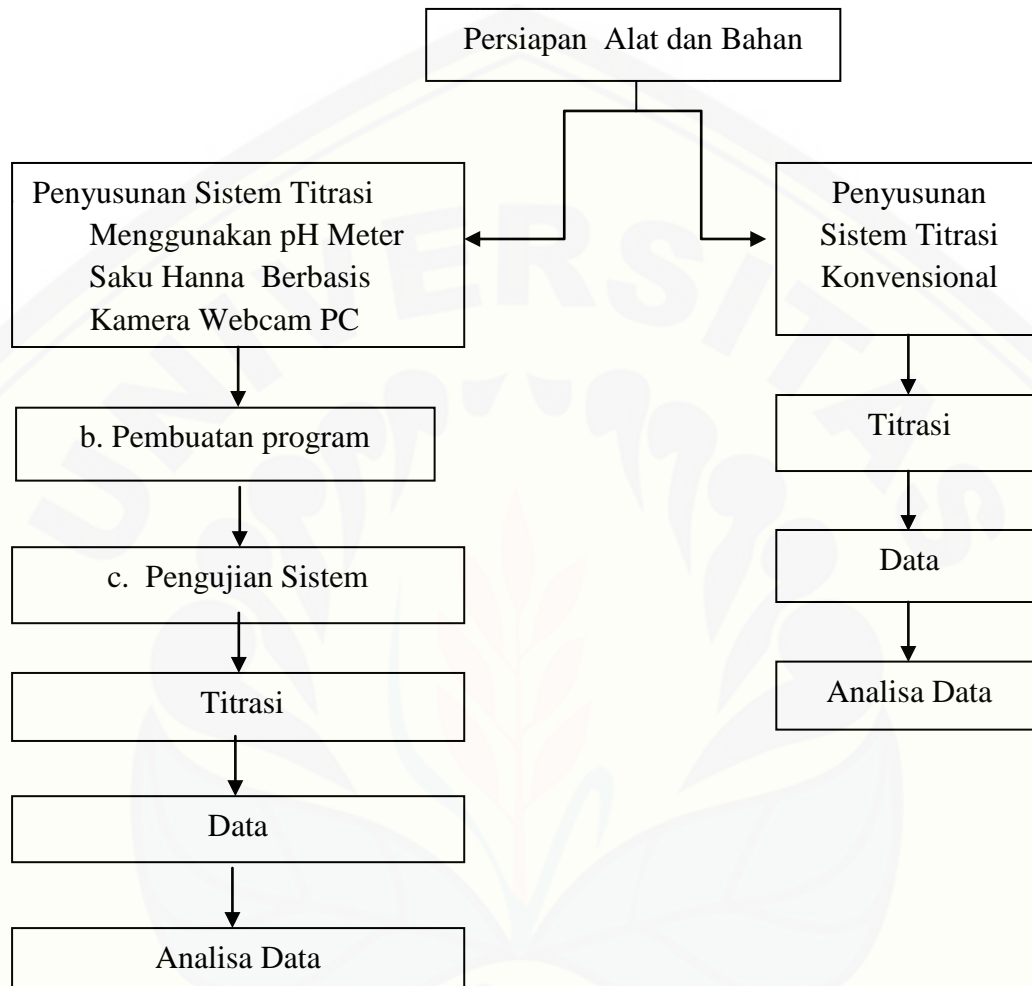 Persiapan Alat dan Bahan
Penyusunan Sistem Titrasi
Menggunakan pH Meter
Saku Hanna Berbasis
Kamera Webcam PC
b. Pembuatan program
c. Pengujian Sistem
Titrasi
Data
Analisa Data
Penyusunan
Sistem Titrasi
Konvensional
Titrasi
Data
Analisa Data
UNIVERSITAS